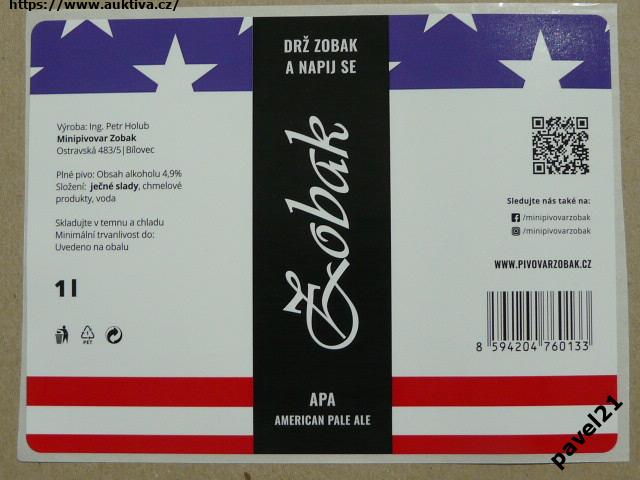 https://www.auktiva.cz/
DRŽ ZOBAK
A NAPIJ SE
Výroba: Ing. Petr Holub
Minipivovar Zobak
Ostravská 483/5|Bílovec
Plné pivo: Obsah alkoholu 4,9%
Složení: ječné slady, chmelové
produkty, voda
Skladujte v temnu a chladu
Minimální trvanlivost do:
Uvedeno na obalu
1 l
PET
Zobak
APA
AMERICAN PALE ALE
Sledujte nás také na:
/minipivovarzobak
/minipivovarzobak
WWW.PIVOVARZOBAK.CZ
8 594204 760133
pavel21